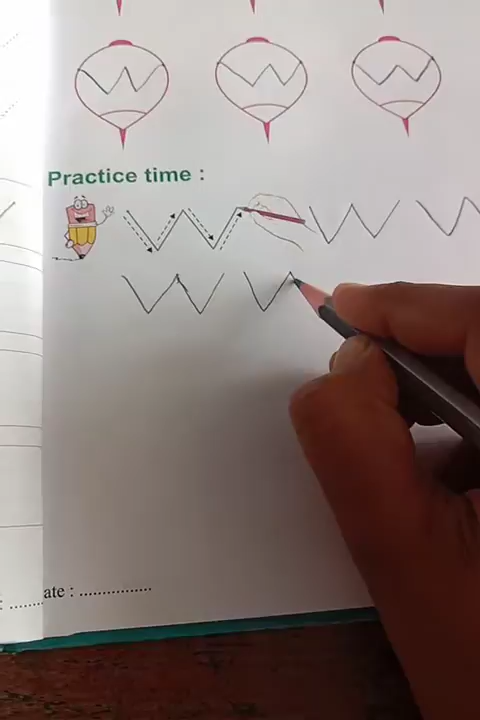 W W W
Practice time :
W W W
W V
ate : ...............